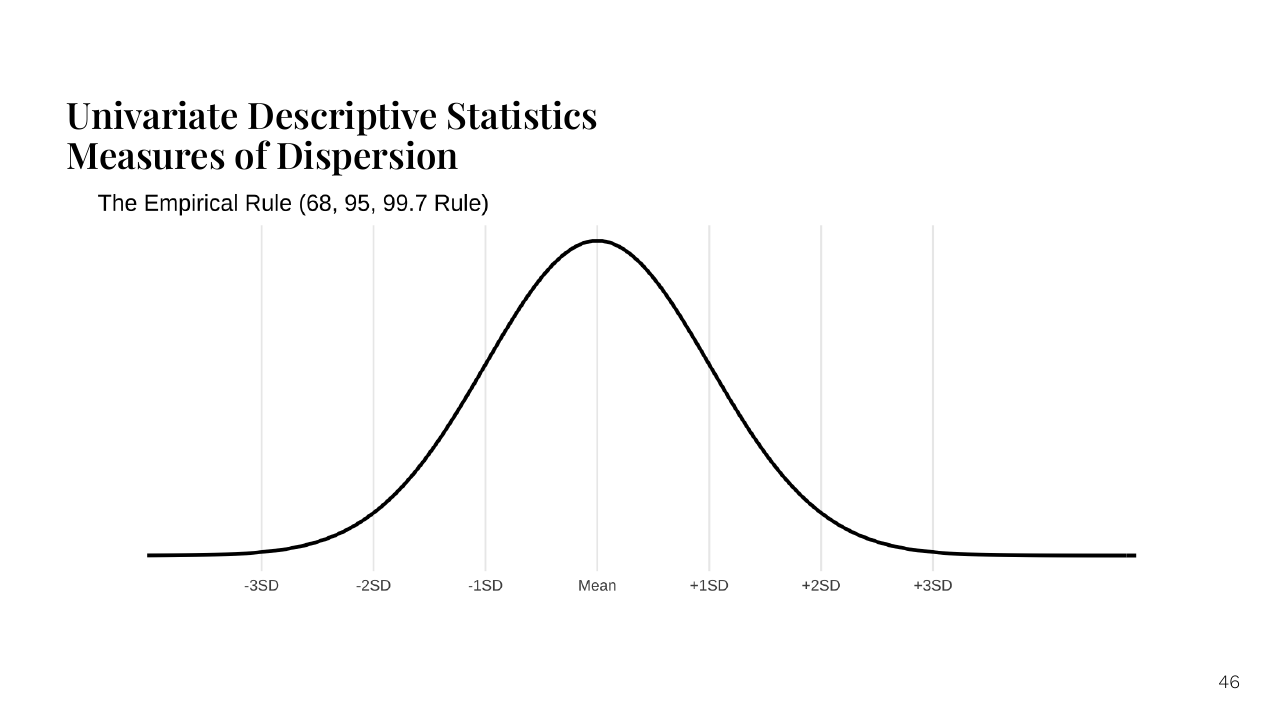 Univariate Descriptive Statistics
Measures of Dispersion
The Empirical Rule (68, 95, 99.7 Rule)
-3SD -2SD -1SD Mean +1SD +2SD +3SD
46